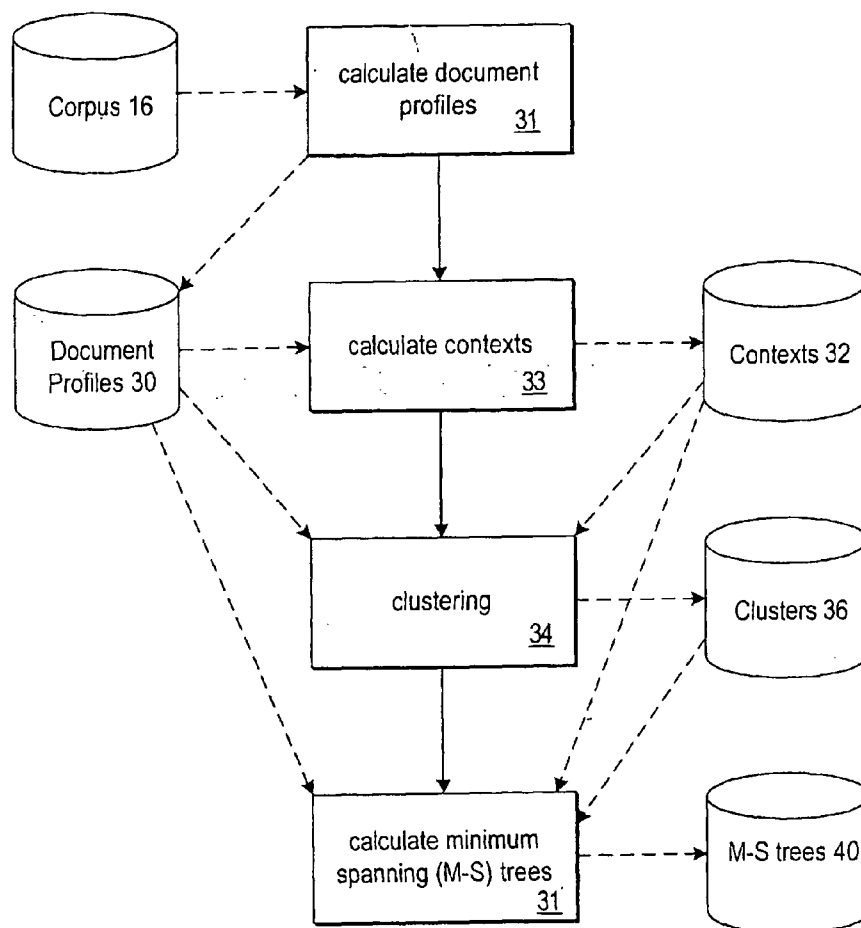 Corpus 16
calculate document
profiles
31
Document
Profiles 30
calculate contexts
33
Contexts 32
clustering
34
Clusters 36
calculate minimum
spanning (M-S) trees
31
M-S trees 40